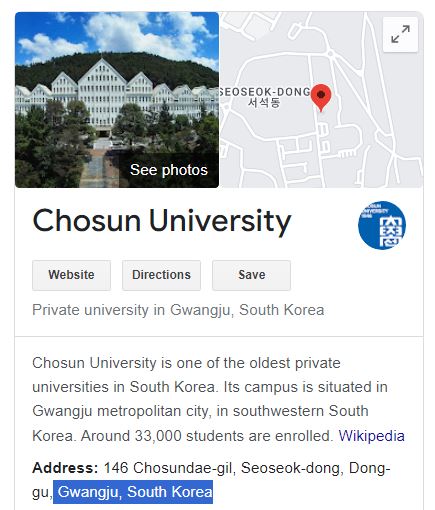 SEOSEOK-DONG
서석동
See photos
Chosun University
Website
Directions
Save
Private university in Gwangju, South Korea
Chosun University is one of the oldest private
universities in South Korea. Its campus is situated in
Gwangju metropolitan city, in southwestern South
Korea. Around 33,000 students are enrolled. Wikipedia
Address: 146 Chosundae-gil, Seoseok-dong, Dong-
gu, Gwangju, South Korea